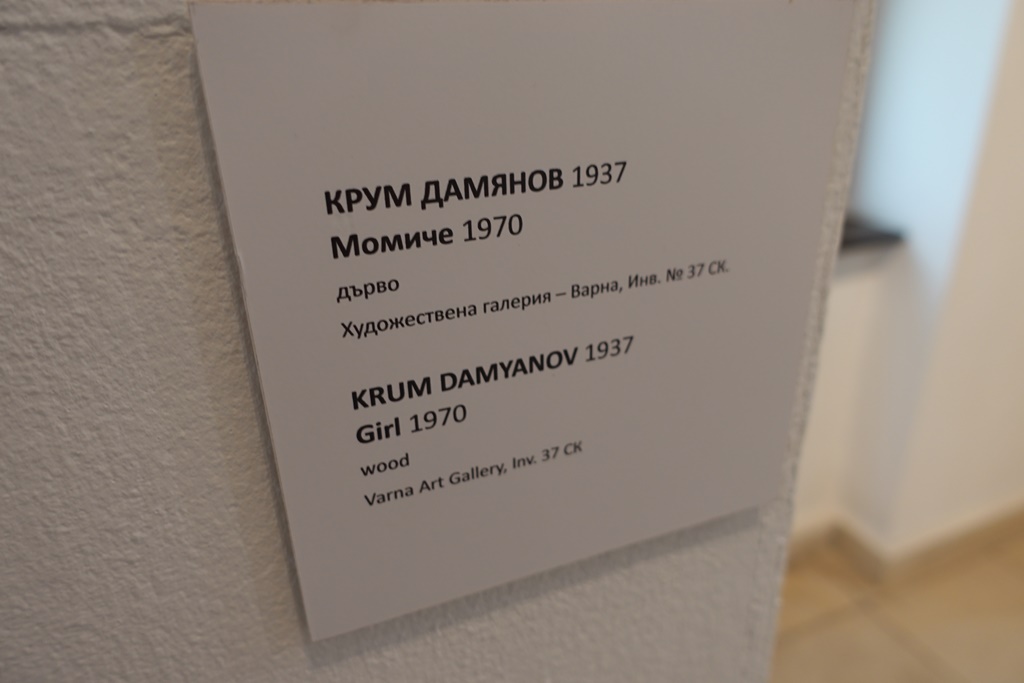 КРУМ ДАМЯНОВ 1937
Момиче 1970
дърво
Художествена галерия – Варна, Инв. № 37 СК.
KRUM DAMYANOV 1937
Girl 1970
wood
Varna Art Gallery, Inv. 37 СК